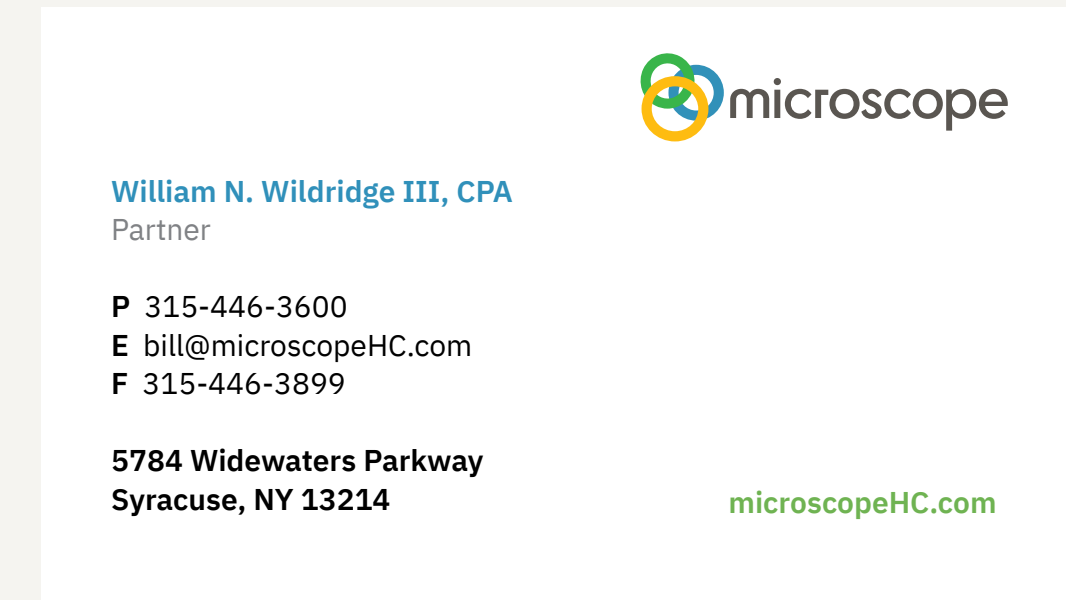 microscope
William N. Wildridge III, CPA
Partner
P 315-446-3600
E bill@microscopeHC.com
F 315-446-3899
5784 Widewaters Parkway
Syracuse, NY 13214
microscopeHC.com